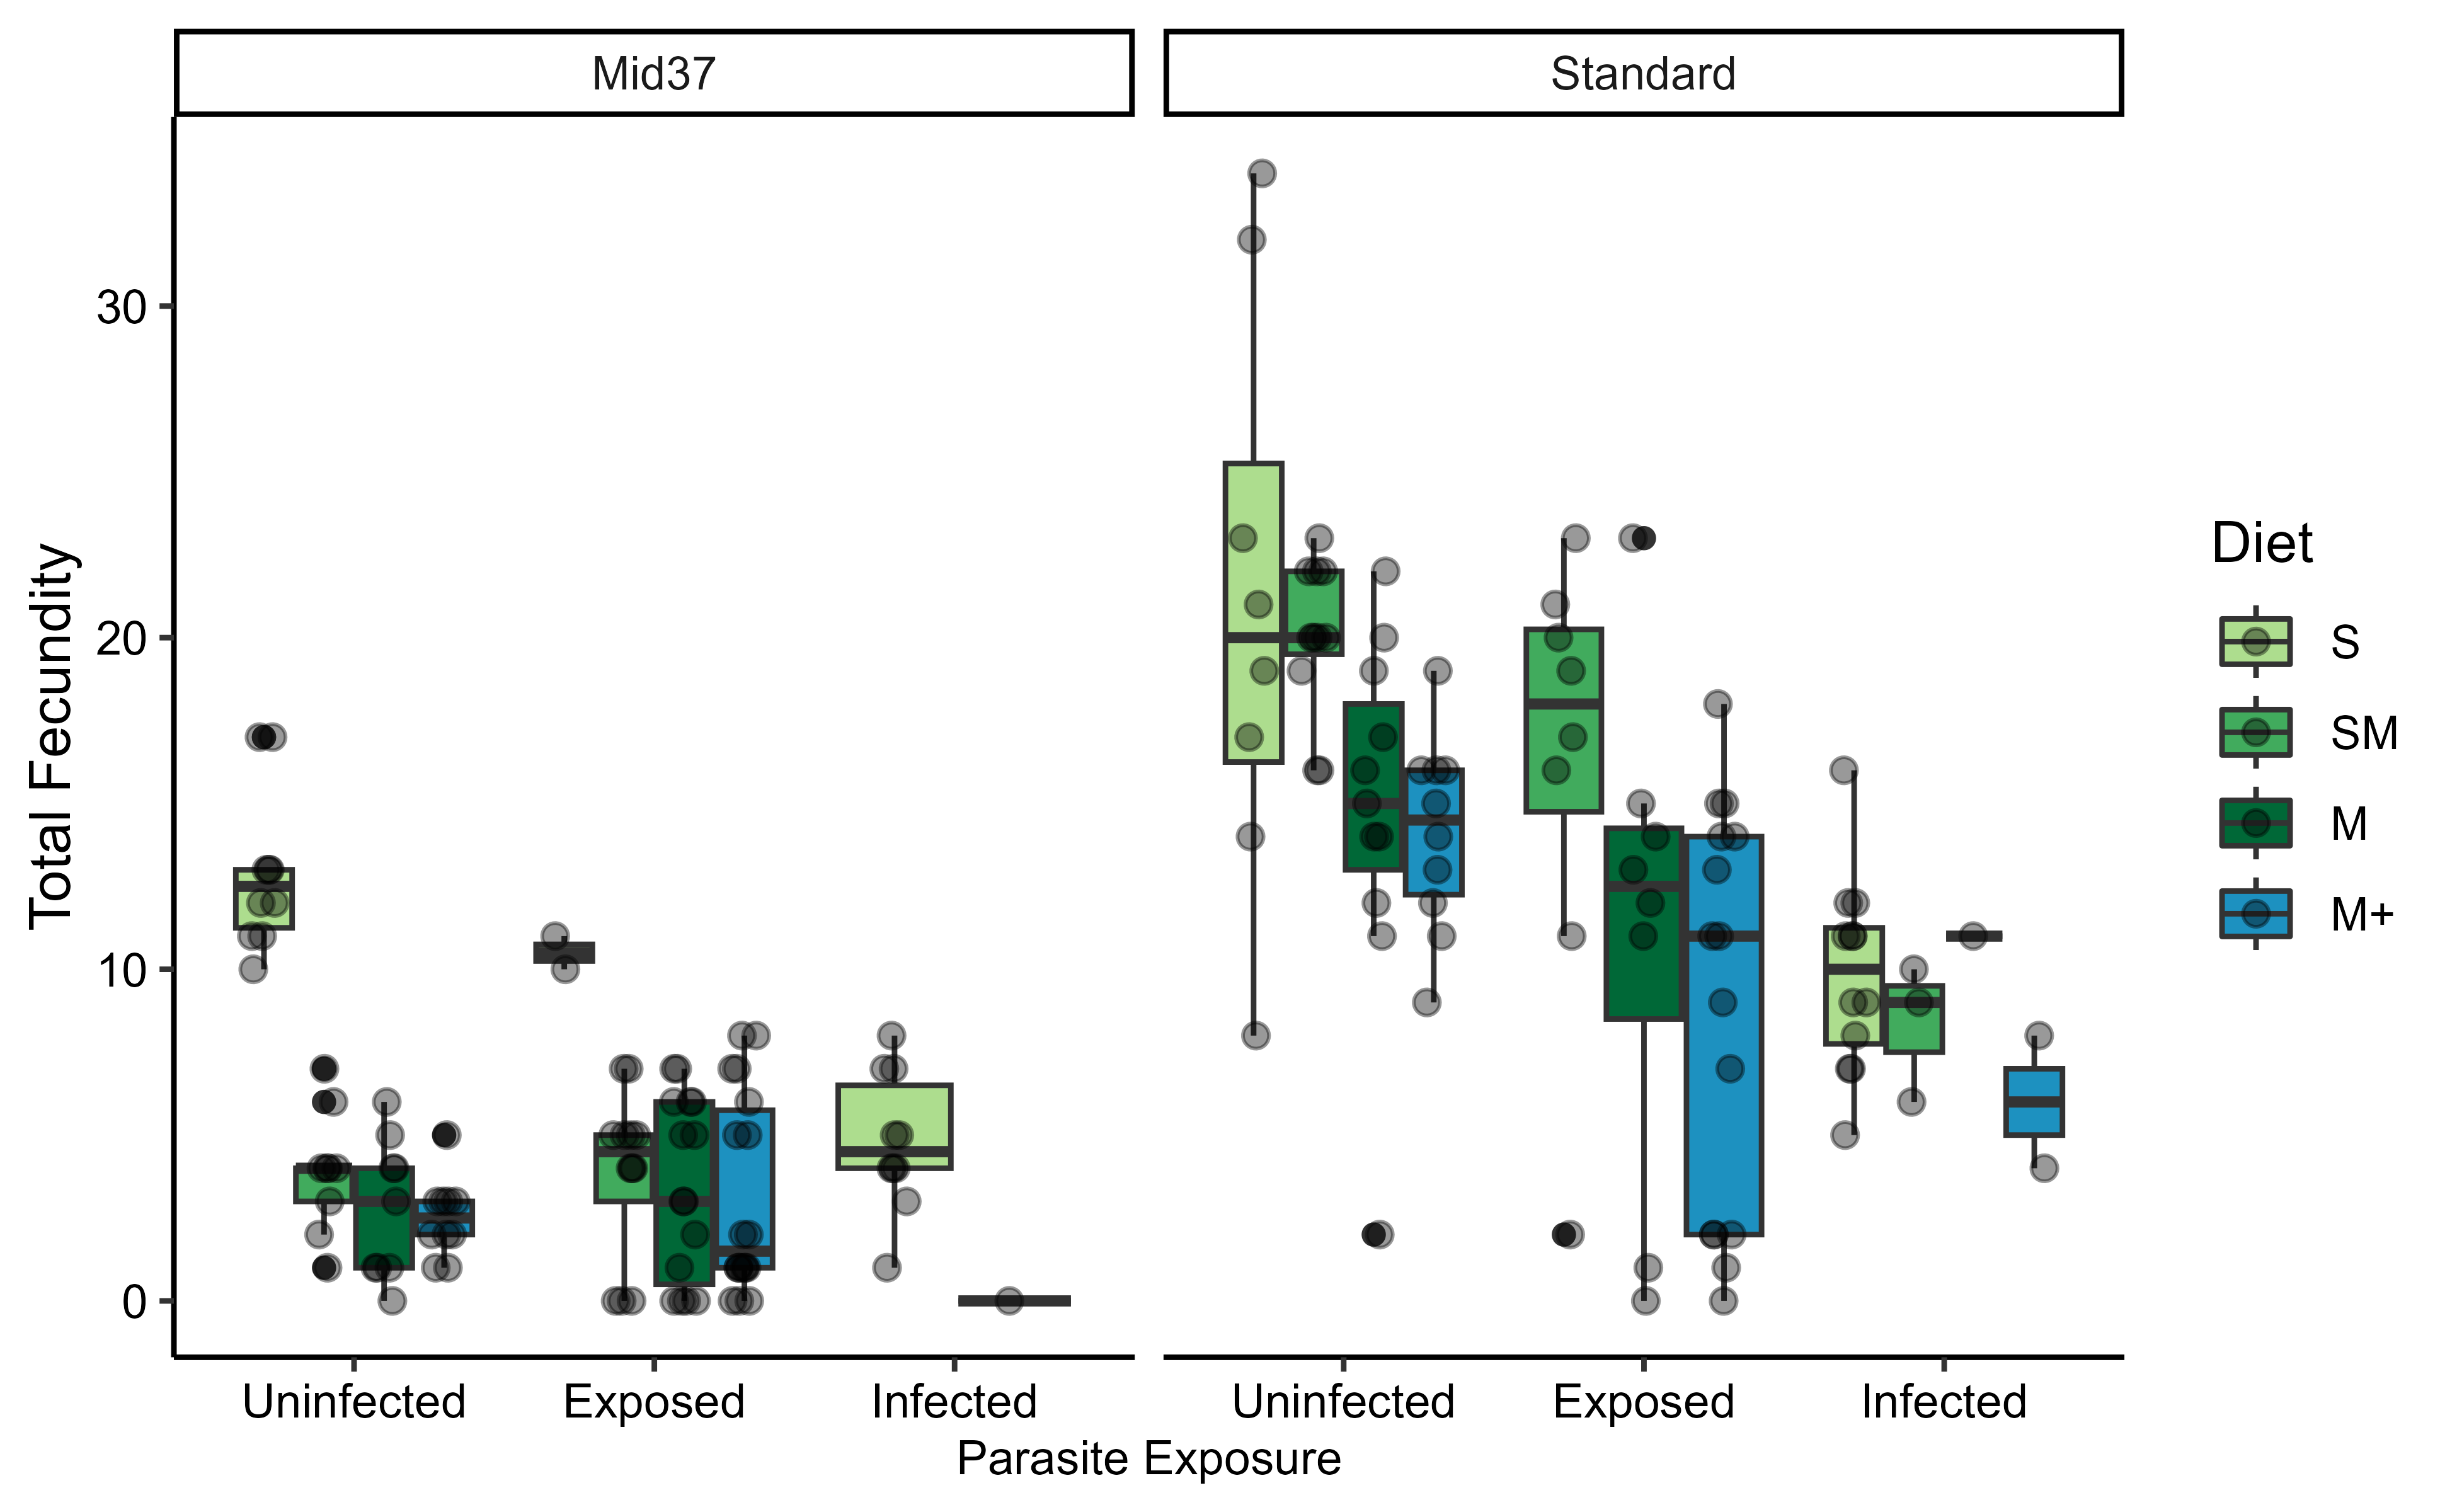 Mid37
Standard
Total Fecundity
30
20
10
0
Uninfected
Exposed
Infected
Uninfected
Exposed
Infected
Parasite Exposure
Diet
S
SM
M
M+